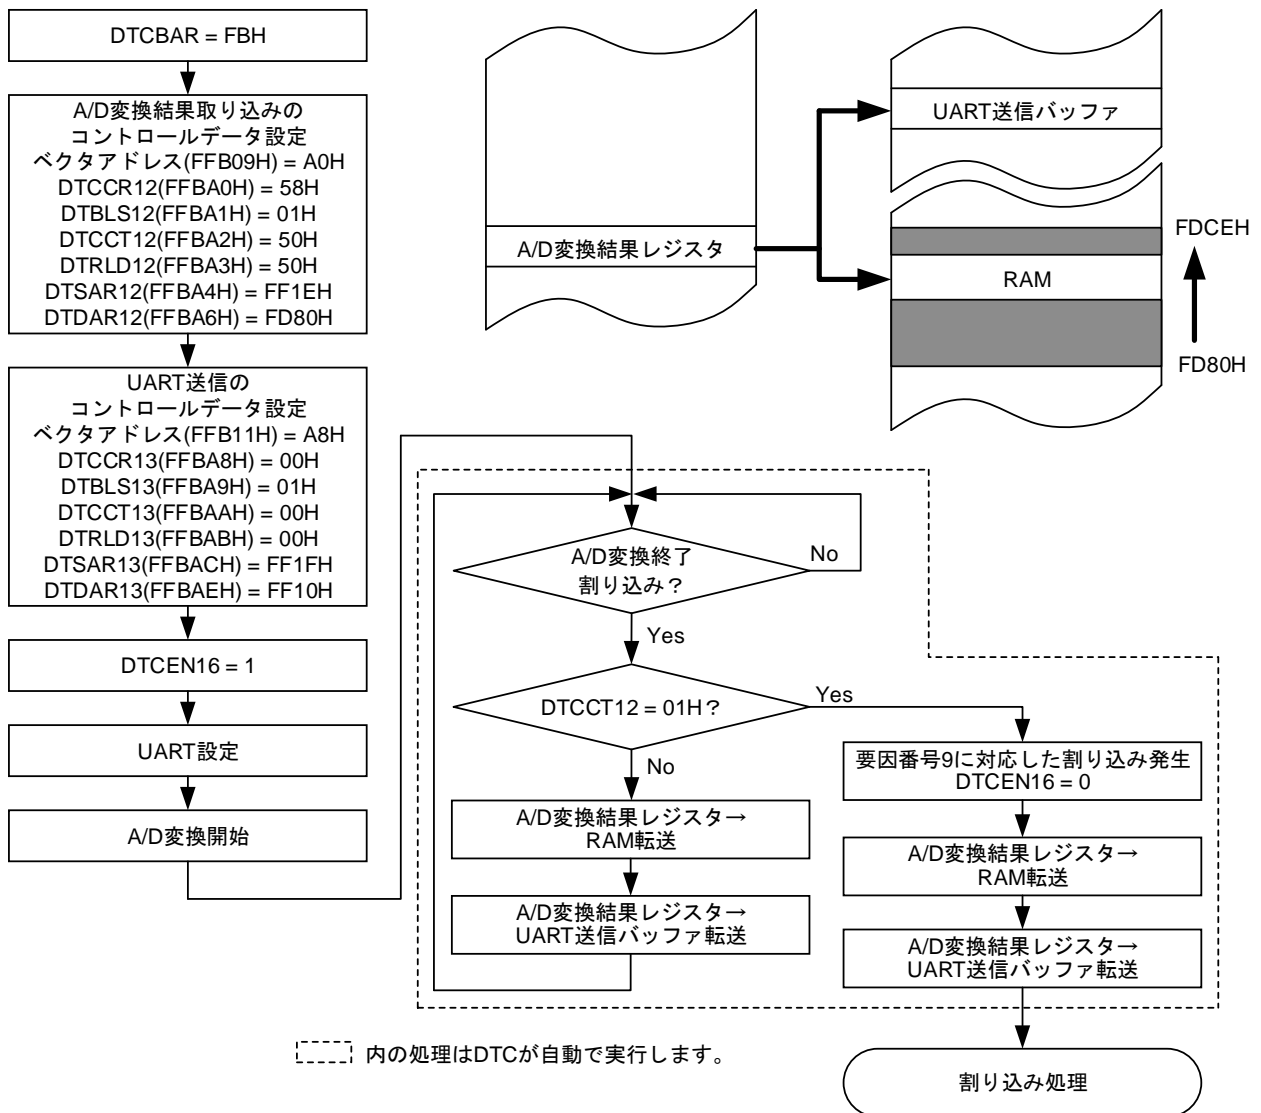 DTCBAR = FBH
A/D変換結果取り込みの
コントロールデータ設定
ベクタアドレス(FFB09H) = A0H
DTCCR12(FFBA0H) = 58H
DTBLS12(FFBA1H) = 01H
DTCCT12(FFBA2H) = 50H
DTRLD12(FFBA3H) = 50H
DTSAR12(FFBA4H) = FF1EH
DTDAR12(FFBA6H) = FD80H
UART送信の
コントロールデータ設定
ベクタアドレス(FFB11H) = A8H
DTCCR13(FFBA8H) = 00H
DTBLS13(FFBA9H) = 01H
DTCCT13(FFBAAH) = 00H
DTRLD13(FFBABH) = 00H
DTSAR13(FFBACH) = FF1FH
DTDAR13(FFBAEH) = FF10H
DTCEN16 = 1
UART設定
A/D変換開始
A/D変換結果レジスタ
UART送信バッファ
RAM
FDCEH
FD80H
A/D変換終了
割り込み？
No
Yes
DTCCT12 = 01H？
Yes
No
A/D変換結果レジスタ→
RAM転送
A/D変換結果レジスタ→
UART送信バッファ転送
要因番号9に対応した割り込み発生
DTCEN16 = 0
A/D変換結果レジスタ→
RAM転送
A/D変換結果レジスタ→
UART送信バッファ転送
割り込み処理
内の処理はDTCが自動で実行します。